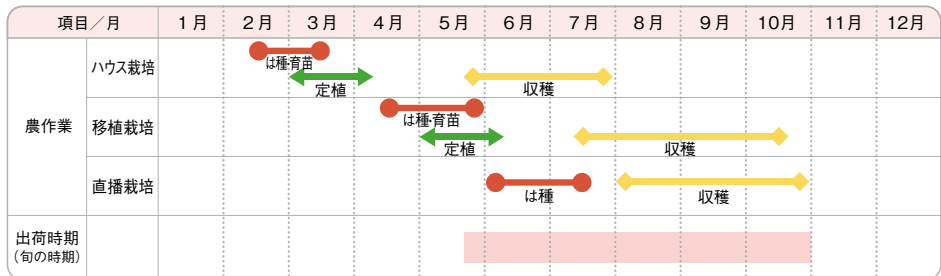 項目／月 1月 2月 3月 4月 5月 6月 7月 8月 9月 10月 11月 12月
農作業
ハウス栽培
は種・育苗
定植
収穫
移植栽培
は種・育苗
定植
収穫
直播栽培
は種
収穫
出荷時期
(旬の時期)